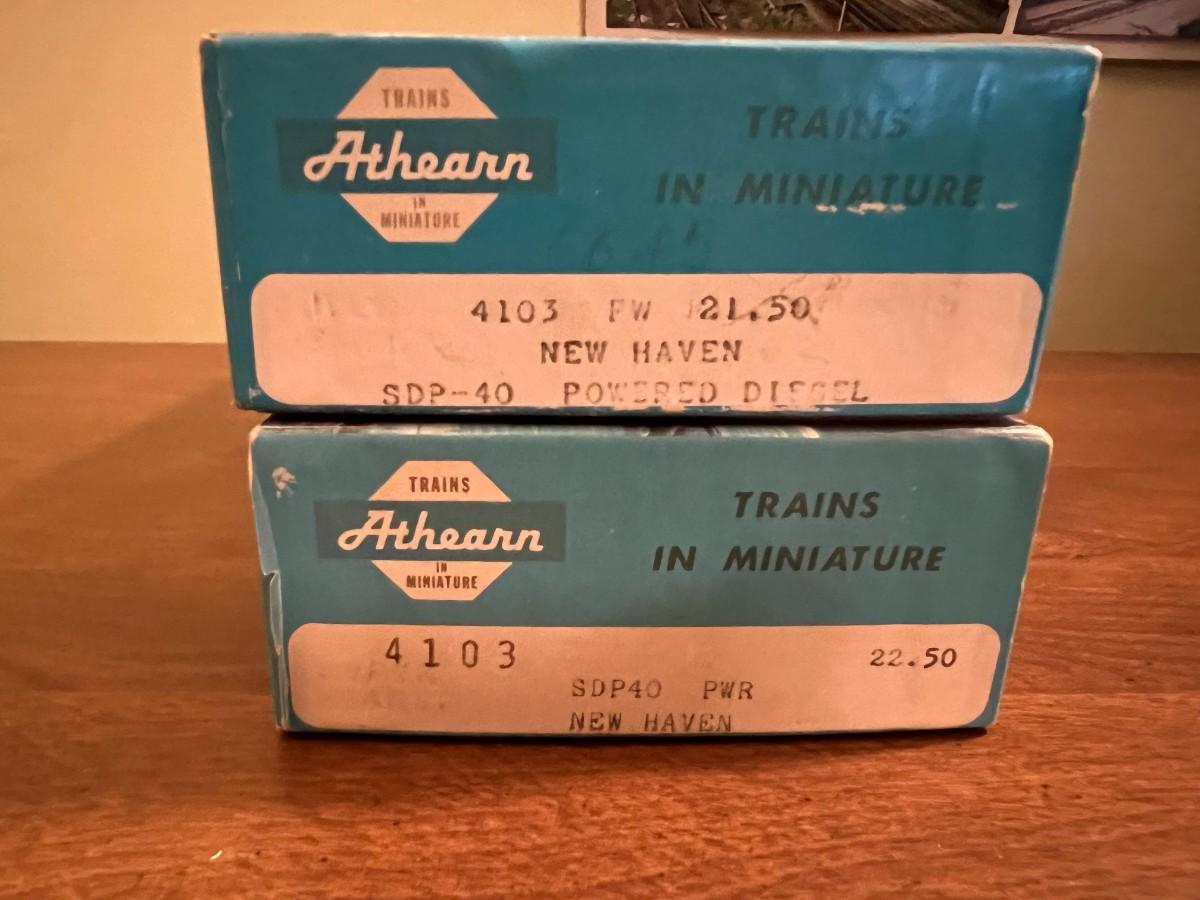 TRAINS
Athearn
IN
MINIATURE
TRAINS
IN MINIATURE
4103 FW 21.50
NEW HAVEN
SDP-40 POWERED DIESEL
TRAINS
Athearn
IN
MINIATURE
TRAINS
IN MINIATURE
4103 22.50
SDP40 PWR
NEW HAVEN